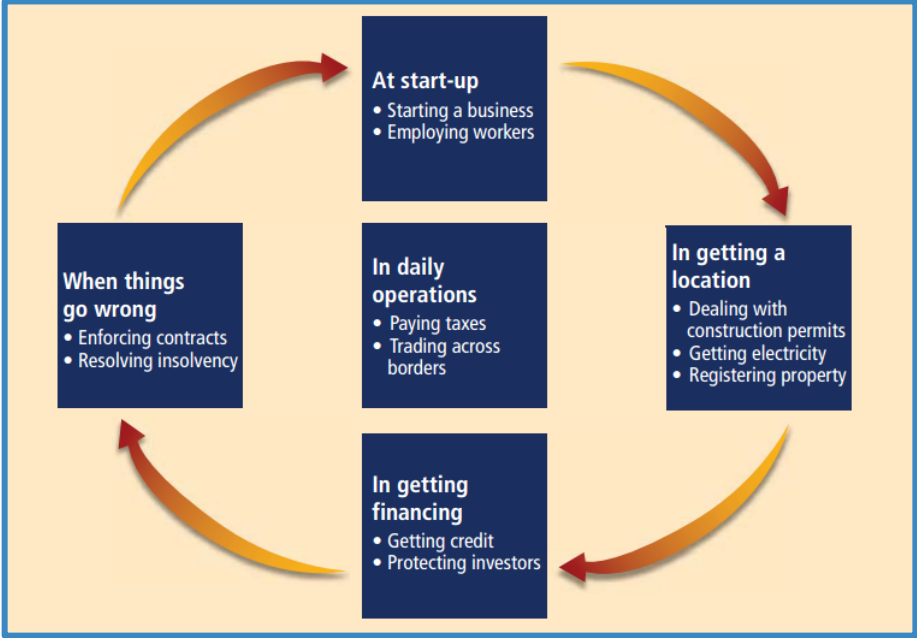 At start-up
• Starting a business
• Employing workers
When things
go wrong
• Enforcing contracts
• Resolving insolvency
In daily
operations
• Paying taxes
• Trading across
borders
In getting a
location
• Dealing with
construction permits
• Getting electricity
• Registering property
In getting
financing
• Getting credit
• Protecting investors